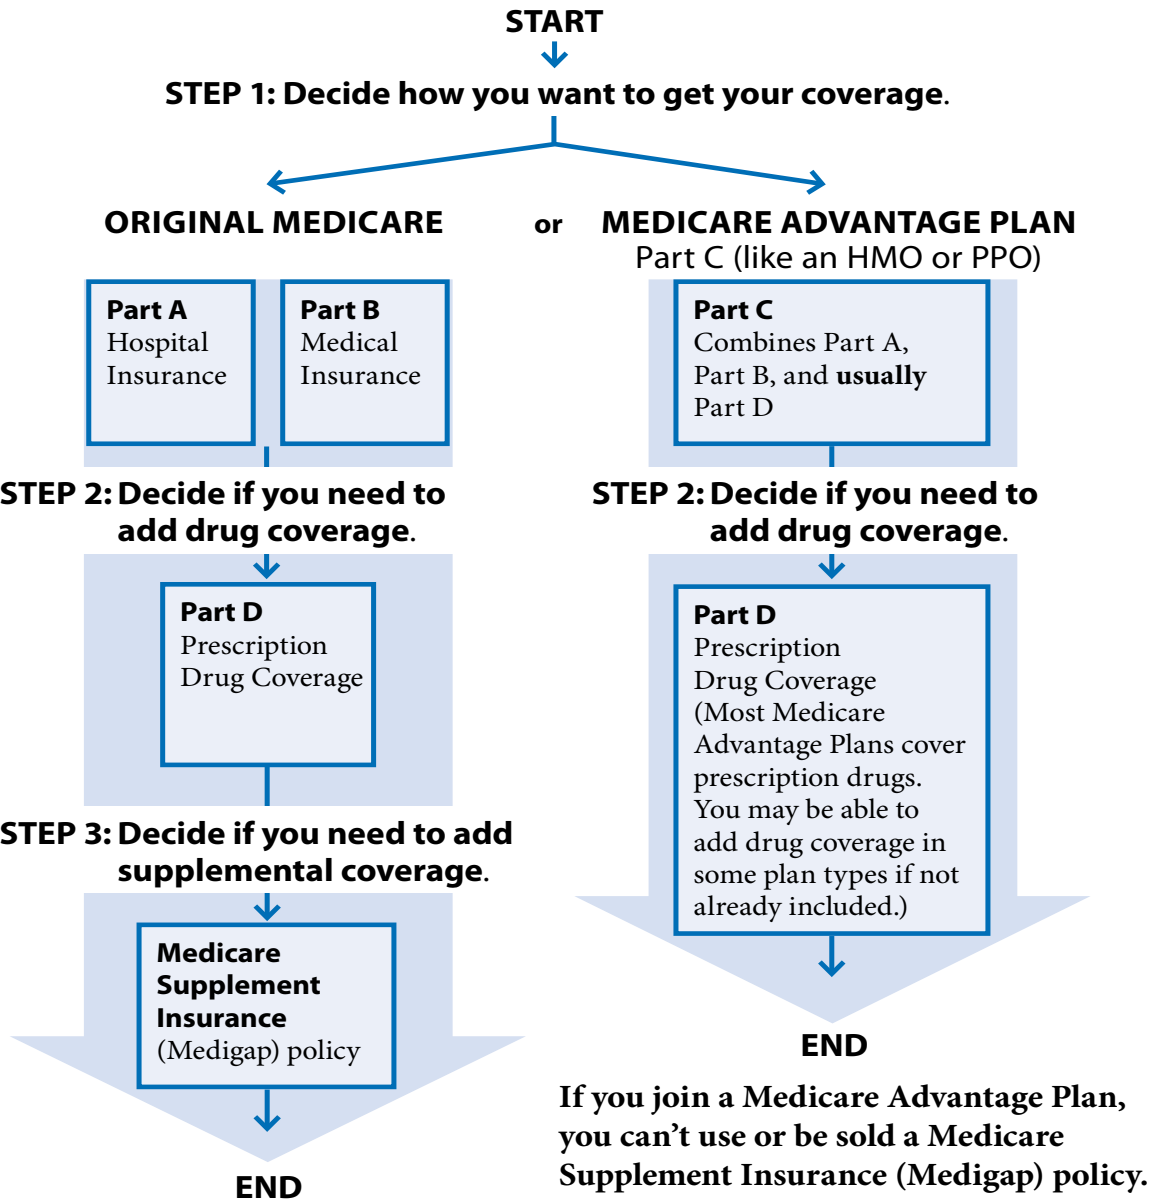 START
STEP 1: Decide how you want to get your coverage.
ORIGINAL MEDICARE
or
MEDICARE ADVANTAGE PLAN
Part C (like an HMO or PPO)
Part A
Hospital
Insurance
Part B
Medical
Insurance
STEP 2: Decide if you need to
add drug coverage.
Part D
Prescription
Drug Coverage
STEP 3: Decide if you need to add
supplemental coverage.
Medicare
Supplement
Insurance
(Medigap) policy
END
Part C
Combines Part A,
Part B, and usually
Part D
STEP 2: Decide if you need to
add drug coverage.
Part D
Prescription
Drug Coverage
(Most Medicare
Advantage Plans cover
prescription drugs.
You may be able to
add drug coverage in
some plan types if not
already included.)
END
If you join a Medicare Advantage Plan,
you can't use or be sold a Medicare
Supplement Insurance (Medigap) policy.